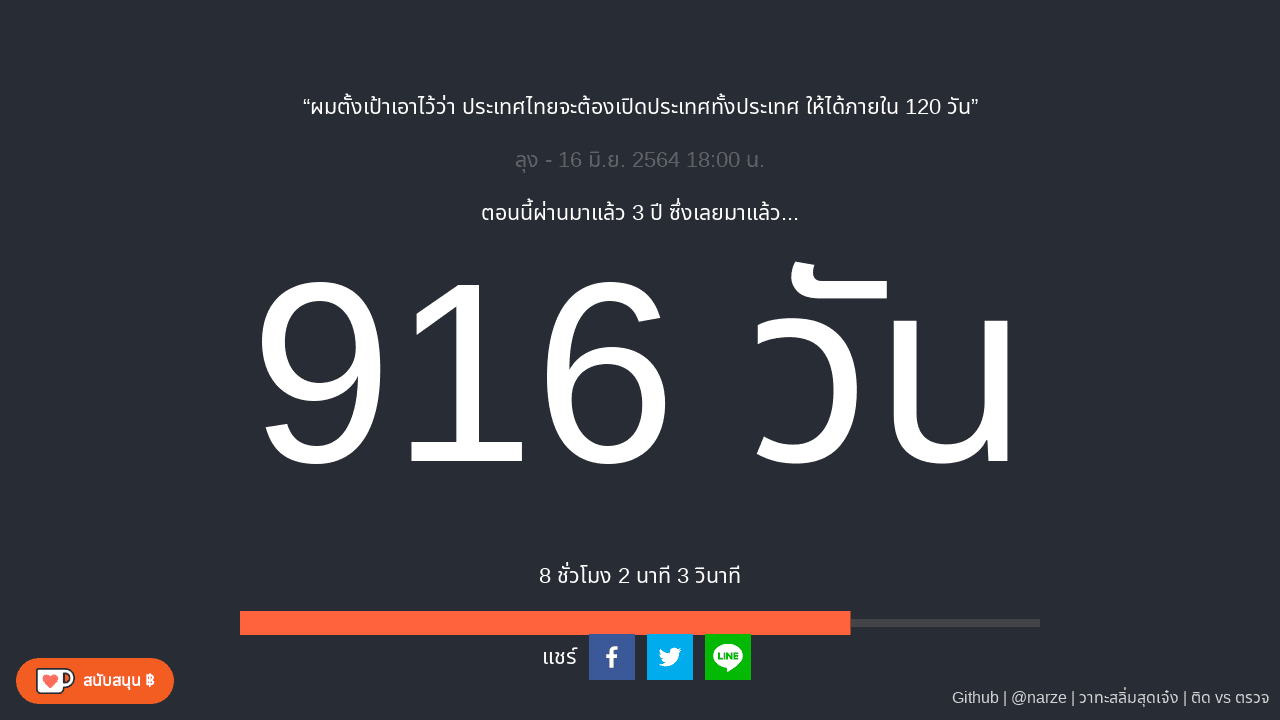 “ผมตั้งเป้าเอาไว้ว่า ประเทศไทยจะต้องเปิดประเทศทั้งประเทศ ให้ได้ภายใน 120 วัน”
ลุง - 16 มิ.ย. 2564 18:00 น.
ตอนนี้ผ่านมาแล้ว 3 ปี ซึ่งเลยมาแล้ว...
916 วัน
8 ชั่วโมง 2 นาที 3 วินาที
แชร์
LINE
สนับสนุน ฿
Github | @narze | วาทะสลิ่มสุดเจ๋ง | ติด vs ตรวจ